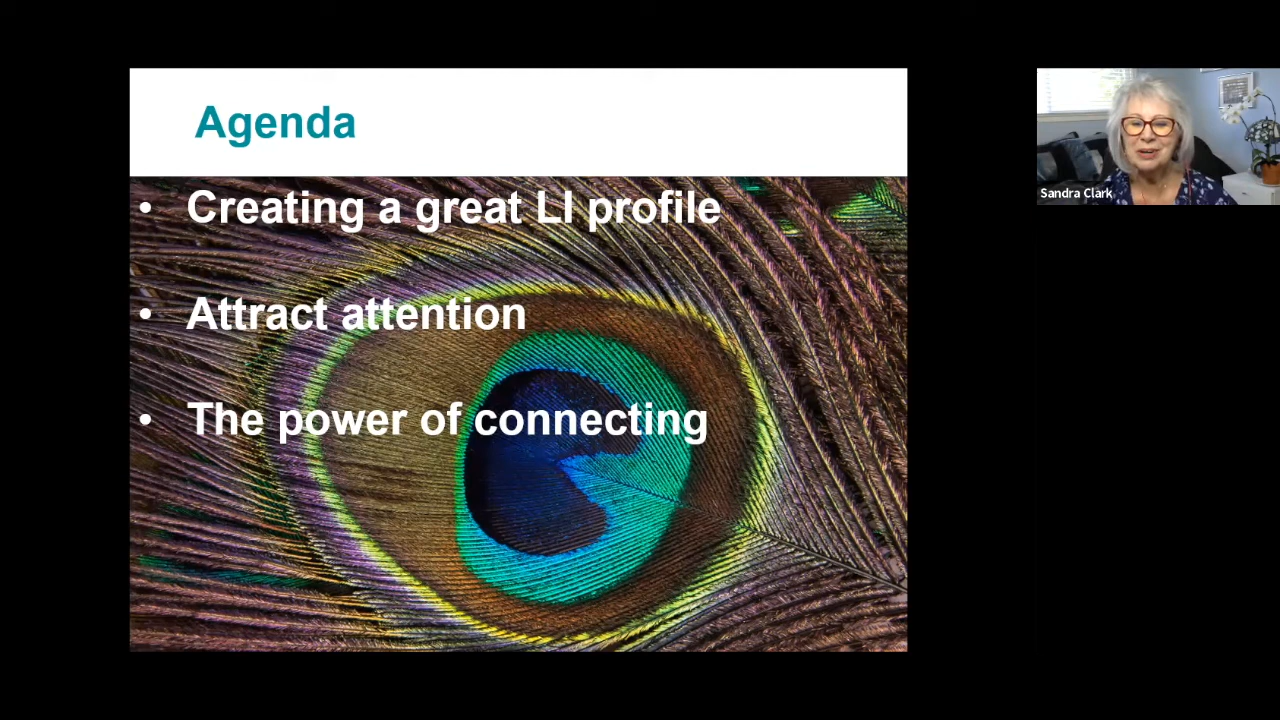 Agenda
• Creating a great LI profile
• Attract attention
• The power of connecting
Sandra Clark